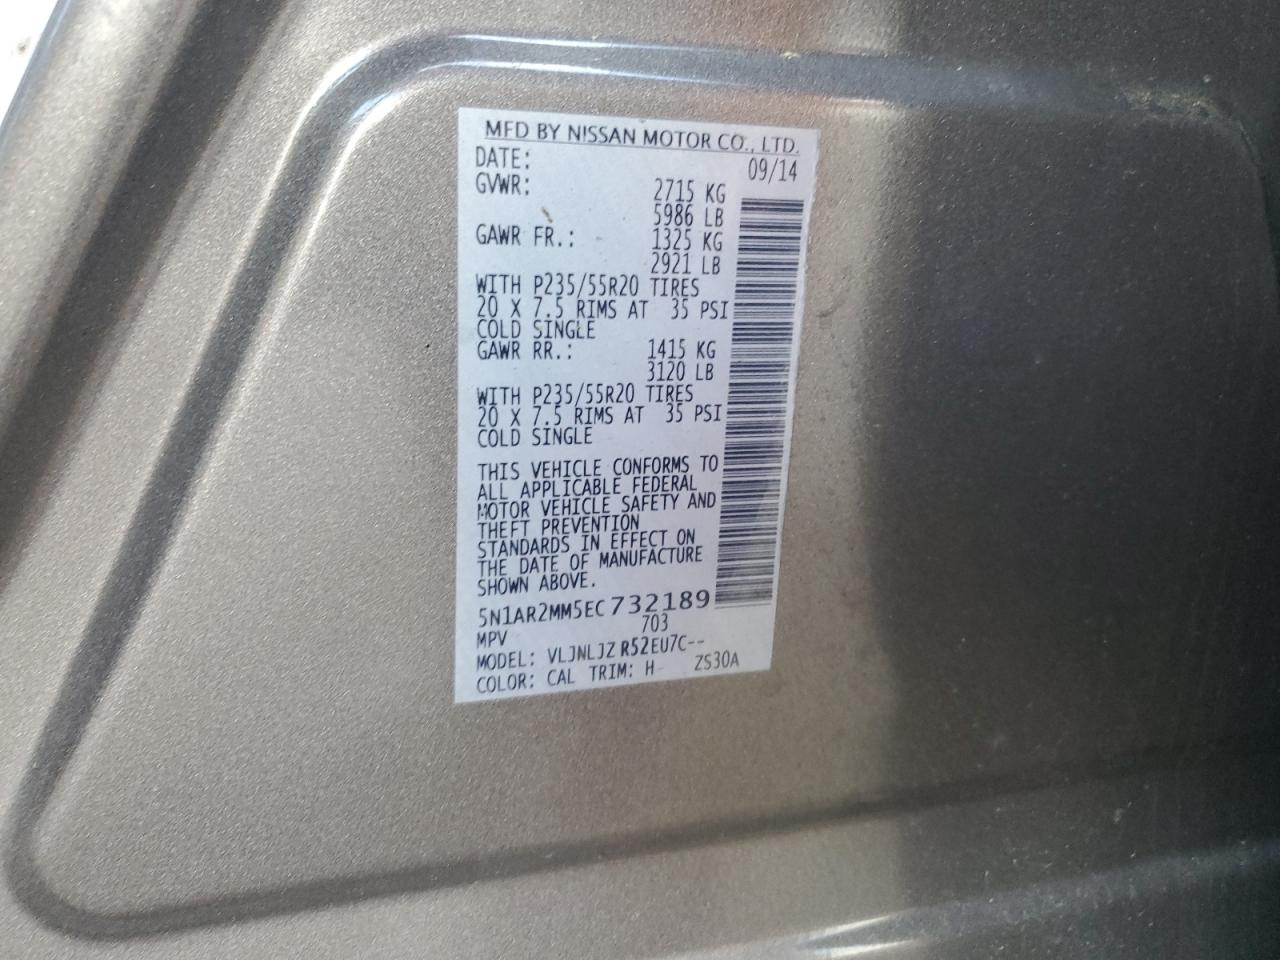 MFD BY NISSAN MOTOR CO., LTD.
DATE: 09/14
GVWR: 2715 KG
5986 LB
GAWR FR.: 1325 KG
2921 LB
WITH P235/55R20 TIRES
20 X 7.5 RIMS AT 35 PSI
COLD SINGLE
GAWR RR.: 1415 KG
3120 LB
WITH P235/55R20 TIRES
20 X 7.5 RIMS AT 35 PSI
COLD SINGLE
THIS VEHICLE CONFORMS TO
ALL APPLICABLE FEDERAL
MOTOR VEHICLE SAFETY AND
THEFT PREVENTION
STANDARDS IN EFFECT ON
THE DATE OF MANUFACTURE
SHOWN ABOVE.
5N1AR2MM5EC732189
MPV 703
MODEL: VLJNLJZ R52EU7C--
COLOR: CAL TRIM: H ZS30A